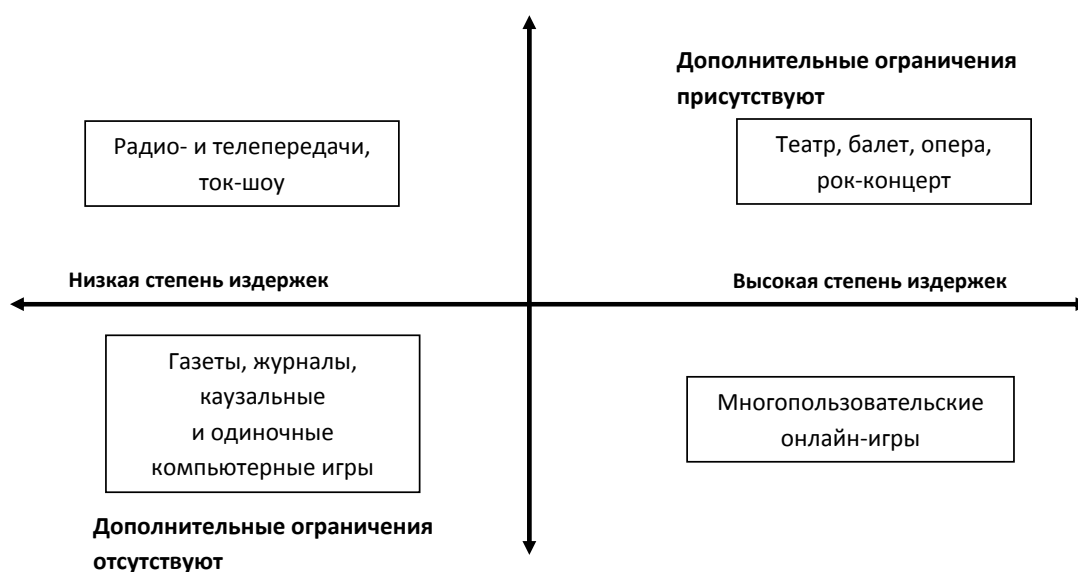 Дополнительные ограничения
присутствуют
Радио- и телепередачи,
ток-шоу
Театр, балет, опера,
рок-концерт
Низкая степень издержек
Высокая степень издержек
Газеты, журналы,
каузальные
и одиночные
компьютерные игры
Многопользовательские
онлайн-игры
Дополнительные ограничения
отсутствуют